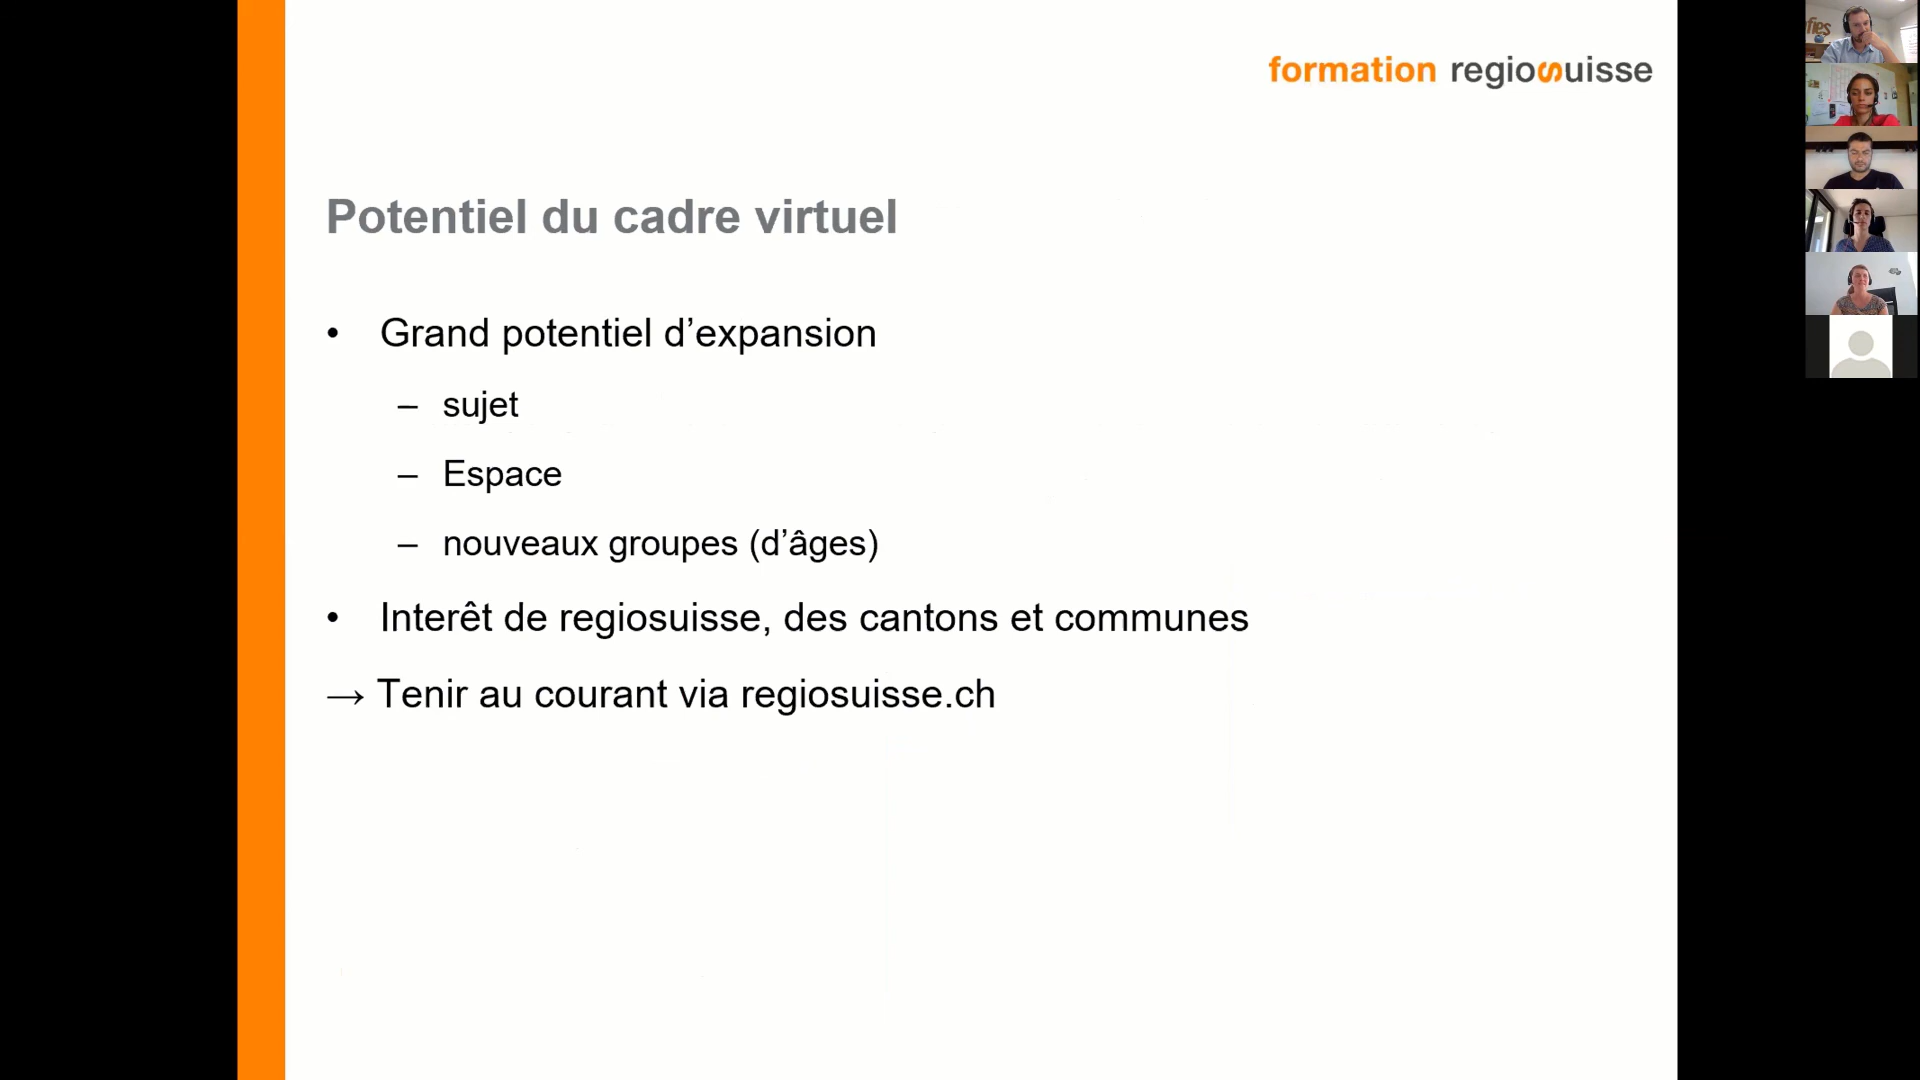 formation regiosuisse
Potentiel du cadre virtuel
• Grand potentiel d’expansion
– sujet
– Espace
– nouveaux groupes (d’âges)
• Interêt de regiosuisse, des cantons et communes
→ Tenir au courant via regiosuisse.ch